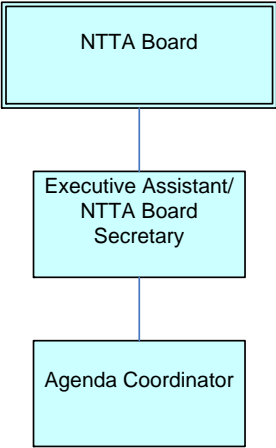 NTTA Board
Executive Assistant/
NTTA Board
Secretary
Agenda Coordinator